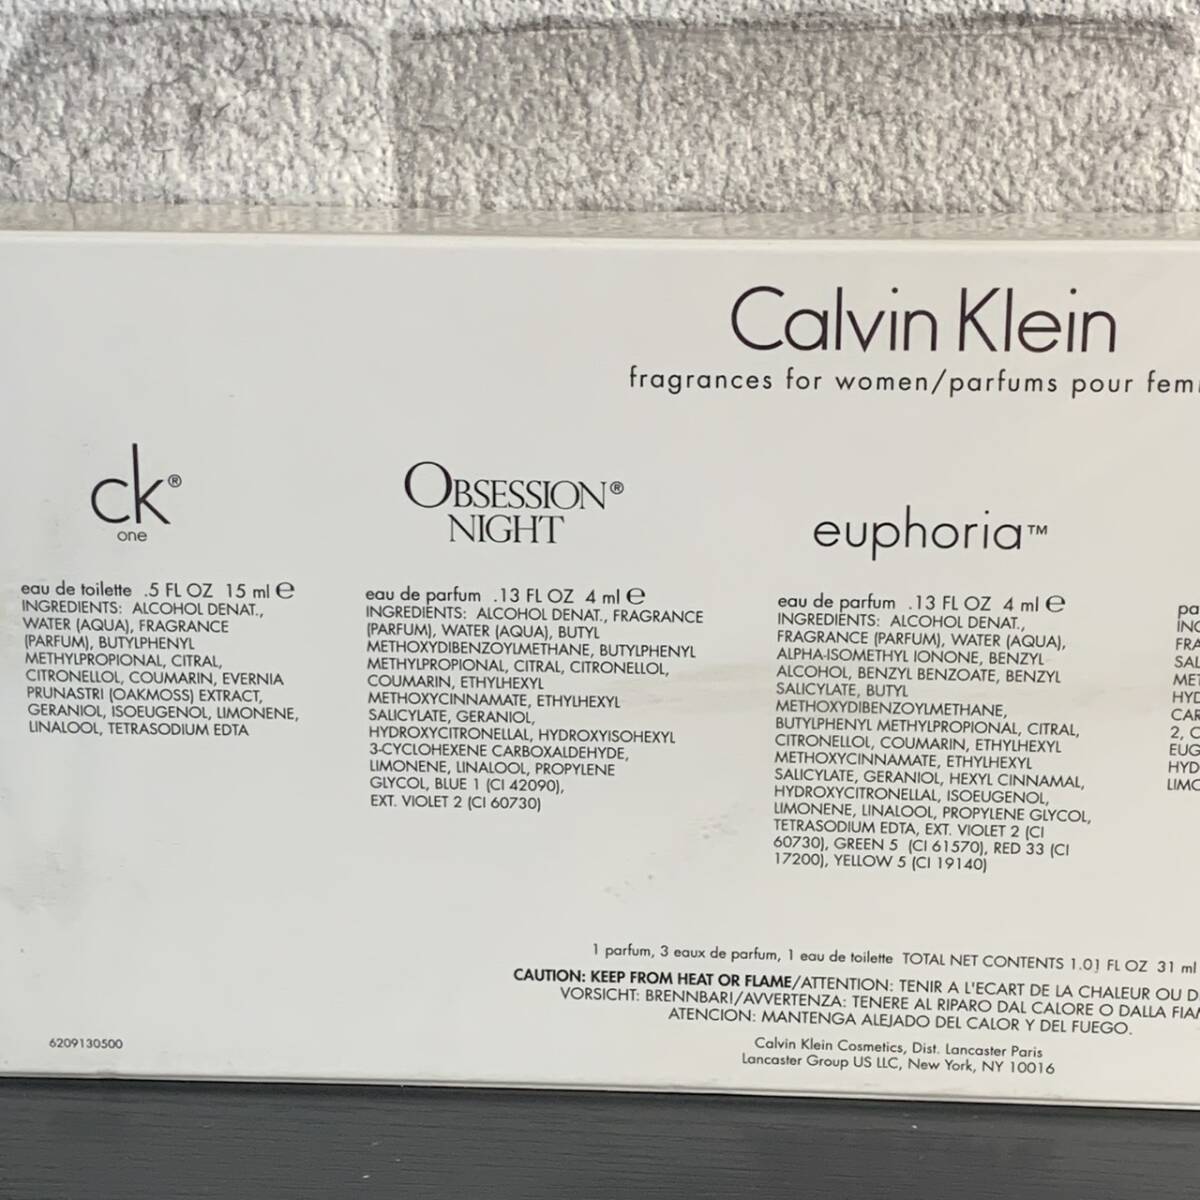 Calvin Klein
fragrances for women/parfums pour
ck®
one
eau de toilette .5 FL OZ 15 ml ℮
INGREDIENTS: ALCOHOL DENAT.,
WATER (AQUA), FRAGRANCE
(PARFUM), BUTYLPHENYL
METHYLPROPIONAL, CITRAL,
CITRONELLOL, COUMARIN, EVERNIA
PRUNASTRI (OAKMOSS) EXTRACT,
GERANIOL, ISOEUGENOL, LIMONENE,
LINALOOL, TETRASODIUM EDTA
OBSESSION®
NIGHT
eau de parfum .13 FL OZ 4 ml ℮
INGREDIENTS: ALCOHOL DENAT., FRAGRANCE
(PARFUM), WATER (AQUA), BUTYL
METHOXYDIBENZOYLMETHANE, BUTYLPHENYL
METHYLPROPIONAL, CITRAL, CITRONELLOL,
COUMARIN, ETHYLHEXYL
METHOXYCINNAMATE, ETHYLHEXYL
SALICYLATE, GERANIOL,
HYDROXYCITRONELLAL, HYDROXYISOHEXYL
3-CYCLOHEXENE CARBOXALDEHYDE,
LIMONENE, LINALOOL, PROPYLENE
GLYCOL, BLUE 1 (CI 42090),
EXT. VIOLET 2 (CI 60730)
euphoria™
eau de parfum .13 FL OZ 4 ml ℮
INGREDIENTS: ALCOHOL DENAT.,
FRAGRANCE (PARFUM), WATER (AQUA),
ALPHA-ISOMETHYL IONONE, BENZYL
ALCOHOL, BENZYL BENZOATE, BENZYL
SALICYLATE, BUTYL
METHOXYDIBENZOYLMETHANE,
BUTYLPHENYL METHYLPROPIONAL, CITRAL,
CITRONELLOL, COUMARIN, ETHYLHEXYL
METHOXYCINNAMATE, ETHYLHEXYL
SALICYLATE, GERANIOL, HEXYL CINNAMAL,
HYDROXYCITRONELLAL, ISOEUGENOL,
LIMONENE, LINALOOL, PROPYLENE GLYCOL,
TETRASODIUM EDTA, EXT. VIOLET 2 (CI
60730), GREEN 5 (CI 61570), RED 33 (CI
17200), YELLOW 5 (CI 19140)
1 parfum, 3 eaux de parfum, 1 eau de toilette TOTAL NET CONTENTS 1.01 FL OZ 31 ml
CAUTION: KEEP FROM HEAT OR FLAME/ATTENTION: TENIR A L'ECART DE LA CHALEUR OU
VORSICHT: BRENNBAR!/AVVERTENZA: TENERE AL RIPARO DAL CALORE O DALLA
ATENCION: MANTENGA ALEJADO DEL CALOR Y DEL FUEGO.
Calvin Klein Cosmetics, Dist. Lancaster Paris
Lancaster Group US LLC, New York, NY 10016
6209130500